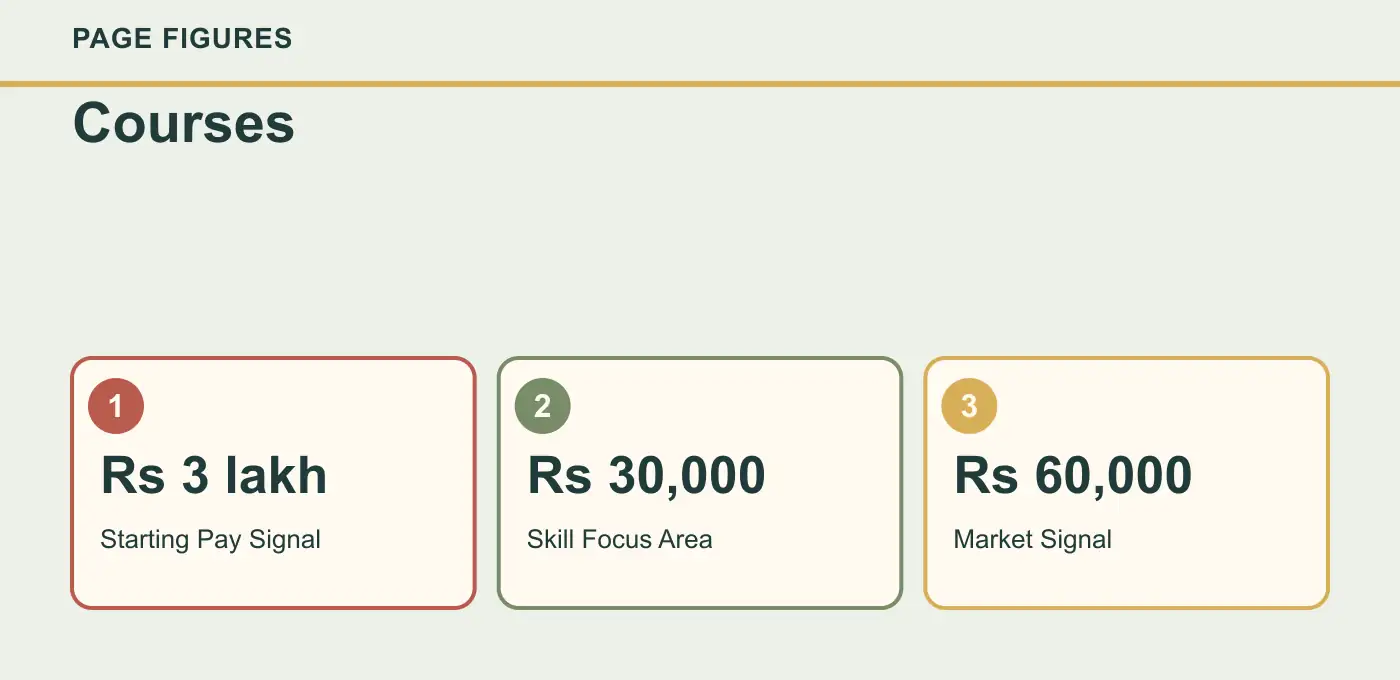 PAGE FIGURES
Courses
1
Rs 3 lakh
Starting Pay Signal
2
Rs 30,000
Skill Focus Area
3
Rs 60,000
Market Signal